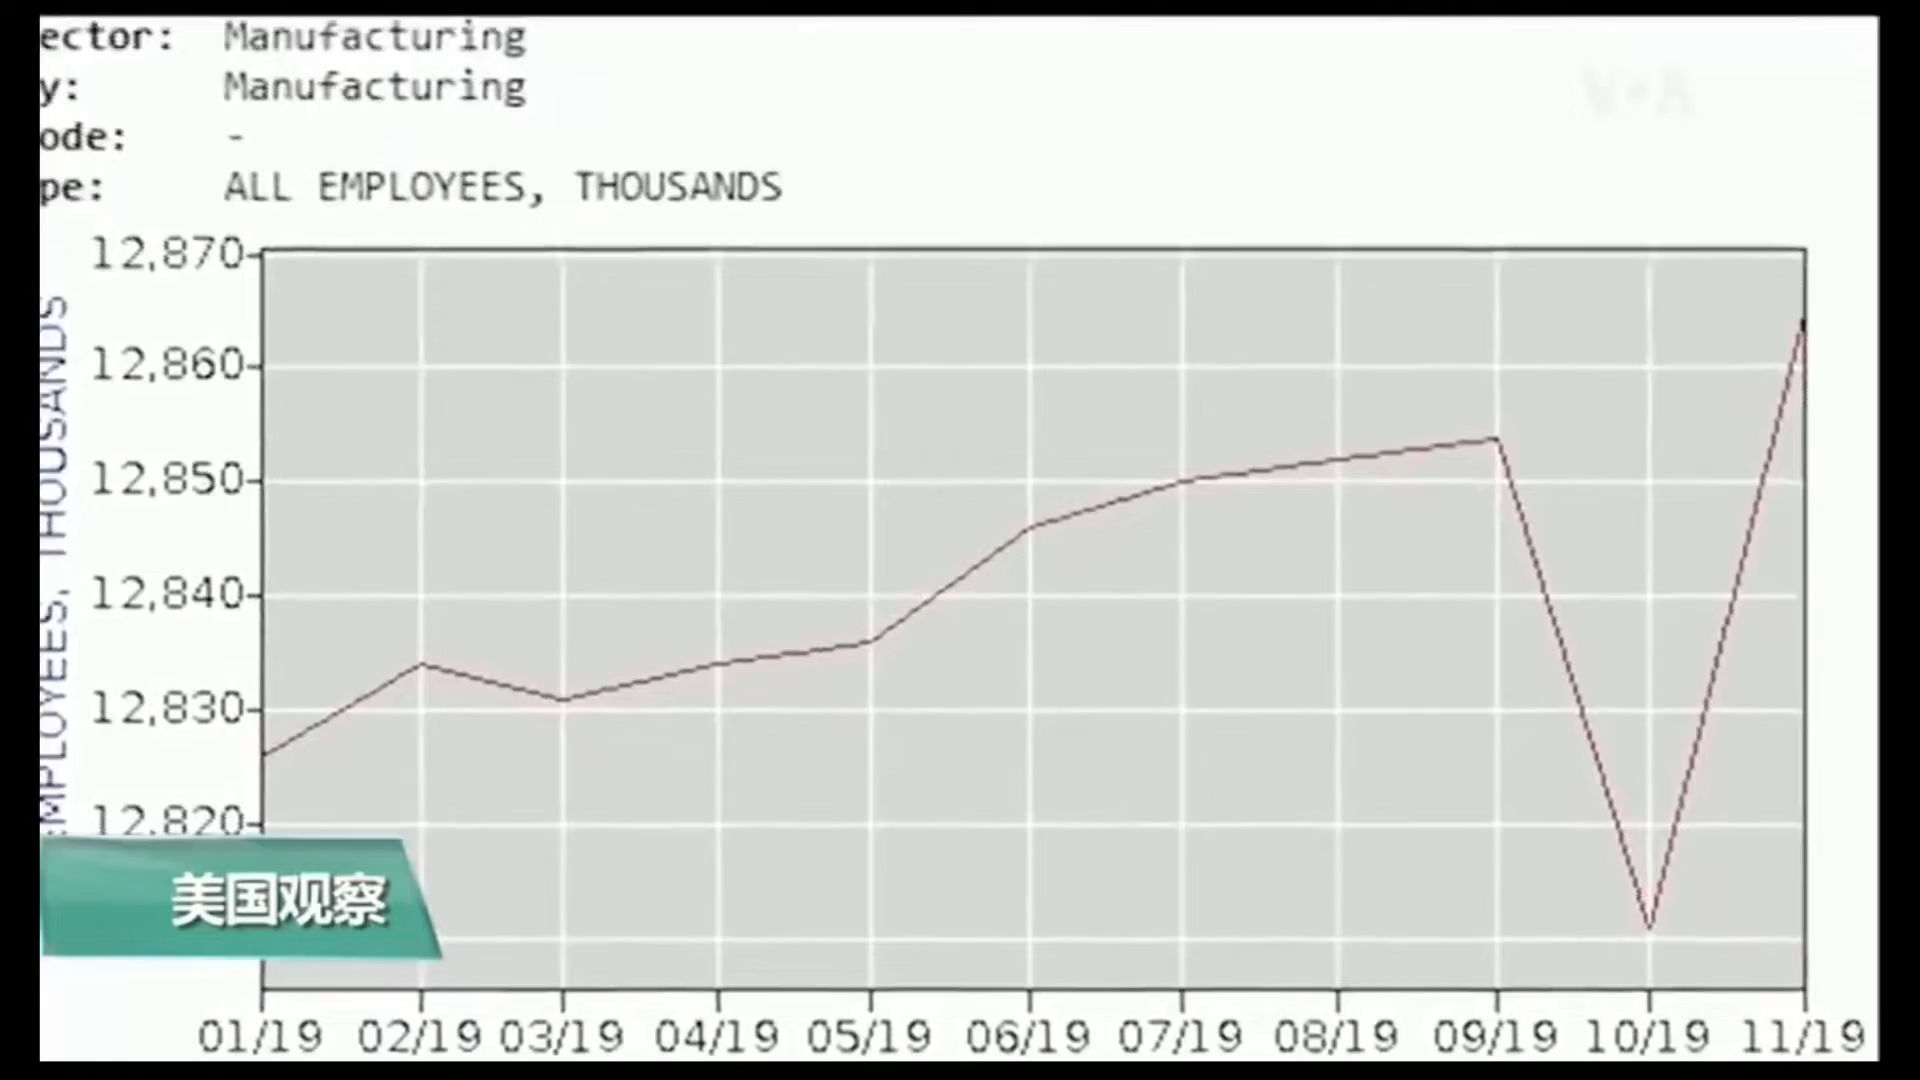 ector: Manufacturing
y: Manufacturing
ode: -
pe: ALL EMPLOYEES, THOUSANDS
VOA
12,870
12,860
12,850
12,840
12,830
12,820
MPLOYEES, THOUSANDS
美国观察
01/19 02/19 03/19 04/19 05/19 06/19 07/19 08/19 09/19 10/19 11/19